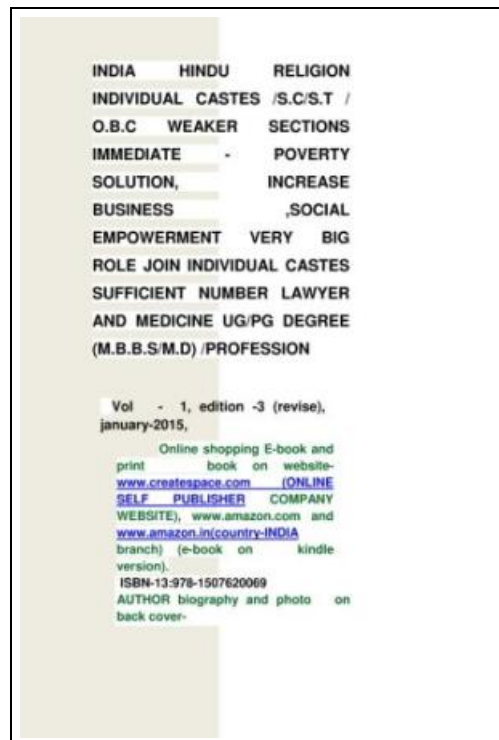 INDIA HINDU RELIGION
INDIVIDUAL CASTES /S.C/S.T /
O.B.C WEAKER SECTIONS
IMMEDIATE - POVERTY
SOLUTION, INCREASE
BUSINESS ,SOCIAL
EMPOWERMENT VERY BIG
ROLE JOIN INDIVIDUAL CASTES
SUFFICIENT NUMBER LAWYER
AND MEDICINE UG/PG DEGREE
(M.B.B.S/M.D) /PROFESSION
Vol - 1, edition -3 (revise),
january-2015,
Online shopping E-book and
print book on website-
www.createspace.com (ONLINE
SELF PUBLISHER COMPANY
WEBSITE), www.amazon.com and
www.amazon.in(country-INDIA
branch) (e-book on kindle
version).
ISBN-13:978-1507620069
AUTHOR biography and photo on
back cover-